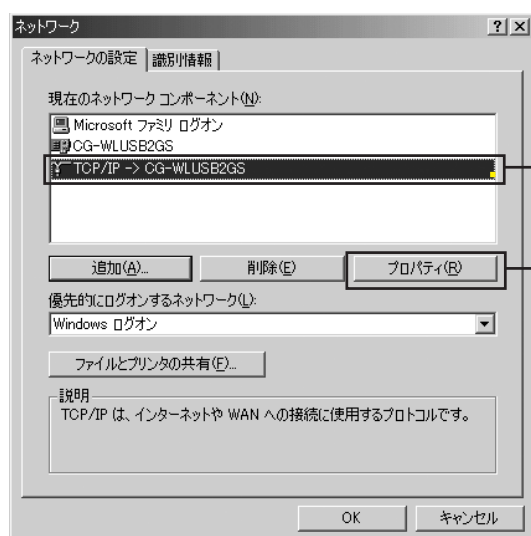 ネットワーク
ネットワークの設定 識別情報
現在のネットワーク コンポーネント(N):
Microsoft ファミリ ログオン
CG-WLUSB2GS
TCP/IP -> CG-WLUSB2GS
追加(A)... 削除(E) プロパティ(R)
優先的にログオンするネットワーク(L):
Windows ログオン
ファイルとプリンタの共有(F)...
説明
TCP/IP は、インターネットや WAN への接続に使用するプロトコルです。
OK キャンセル